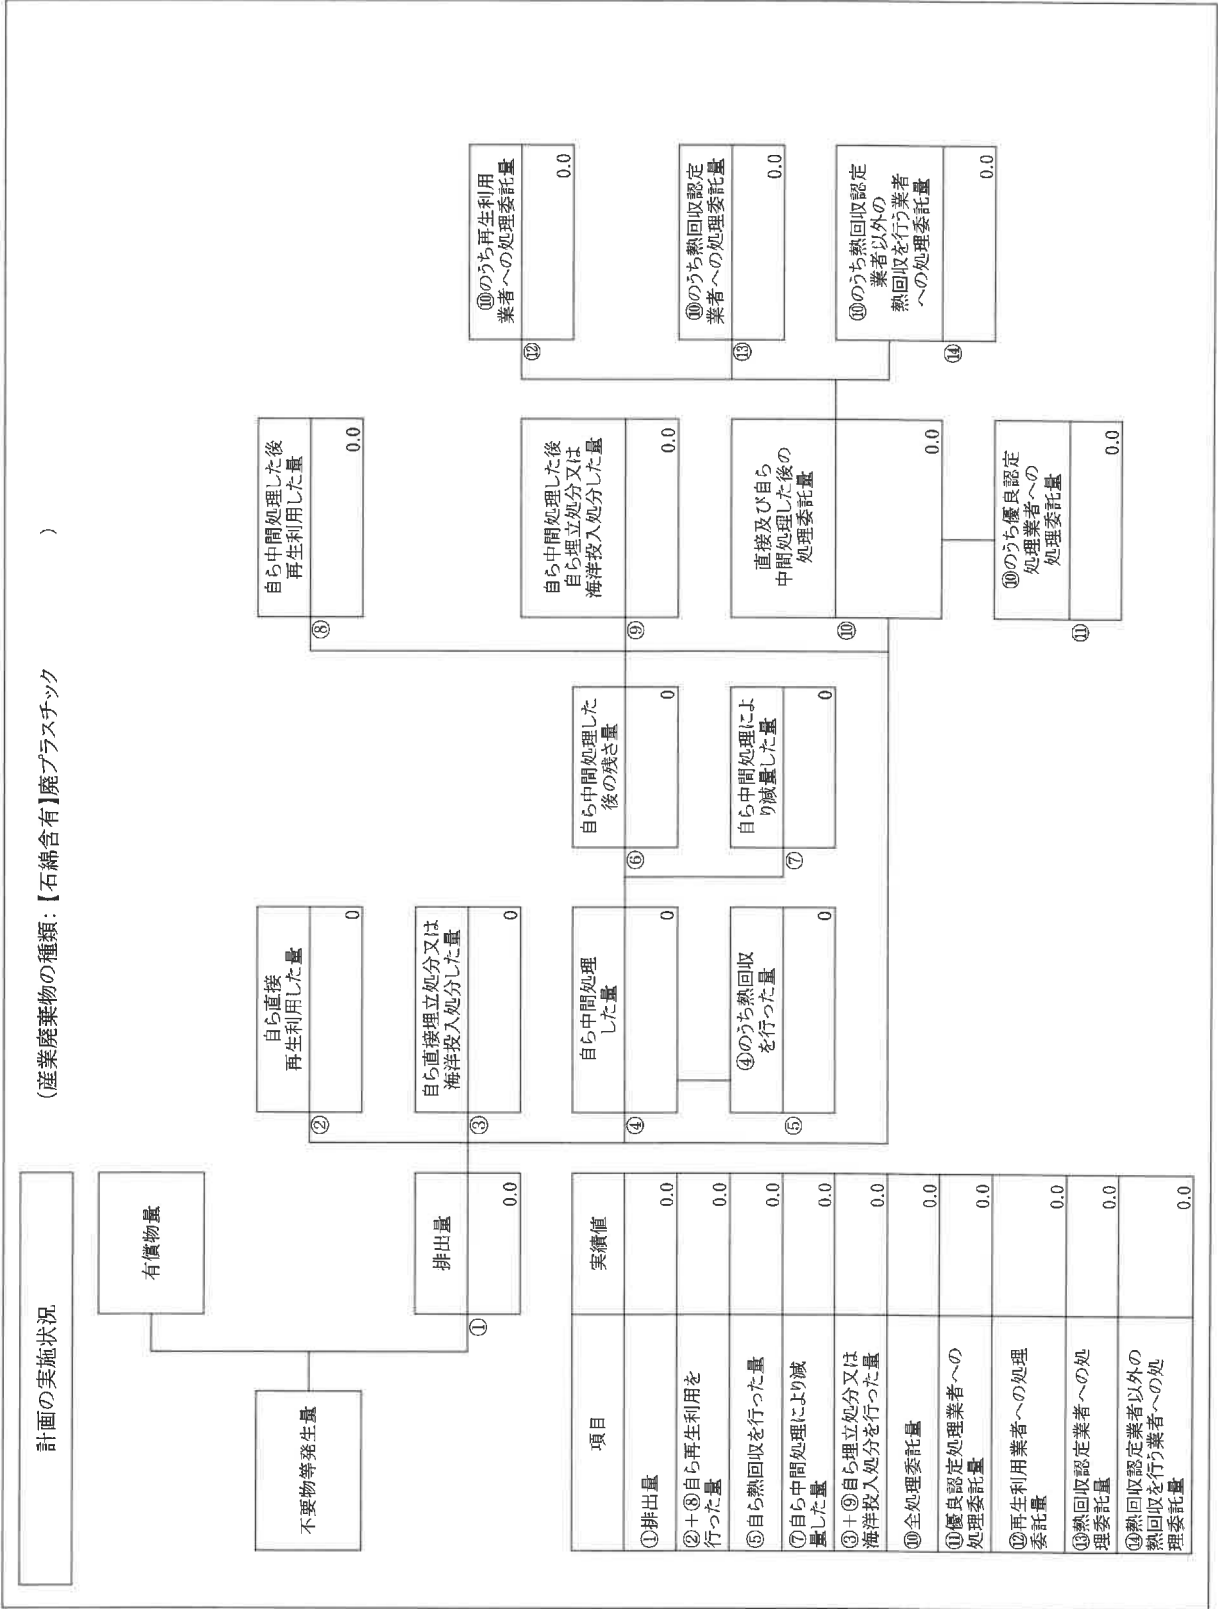 計画の実施状況
(産業廃棄物の種類:【石綿含有】廃プラスチック )
不要物等発生量
有償物量
①
排出量
0.0
②
自ら直接
再生利用した量
0
③
自ら直接埋立処分又は
海洋投入処分した量
0
④
自ら中間処理
した量
0
⑤
④のうち熱回収
を行った量
0
⑥
自ら中間処理した
後の残さ量
0
⑦
自ら中間処理によ
り減量した量
0
⑧
自ら中間処理した後
再生利用した量
0.0
⑨
自ら中間処理した後
自ら埋立処分又は
海洋投入処分した量
0.0
⑩
直接及び自ら
中間処理した後の
処理委託量
0.0
⑪
⑩のうち優良認定
処理業者への
処理委託量
0.0
⑫
⑩のうち再生利用
業者への処理委託量
0.0
⑬
⑩のうち熱回収認定
業者への処理委託量
0.0
⑭
⑩のうち熱回収認定
業者以外の
熱回収を行う業者
への処理委託量
0.0
項目 実績値
①排出量 0.0
②+⑧自ら再生利用を
行った量 0.0
⑤自ら熱回収を行った量 0.0
⑦自ら中間処理により減
量した量 0.0
③+⑨自ら埋立処分又は
海洋投入処分を行った量 0.0
⑩全処理委託量 0.0
⑪優良認定処理業者への
処理委託量 0.0
⑫再生利用業者への処理
委託量 0.0
⑬熱回収認定業者への処
理委託量 0.0
⑭熱回収認定業者以外の
熱回収を行う業者への処
理委託量 0.0